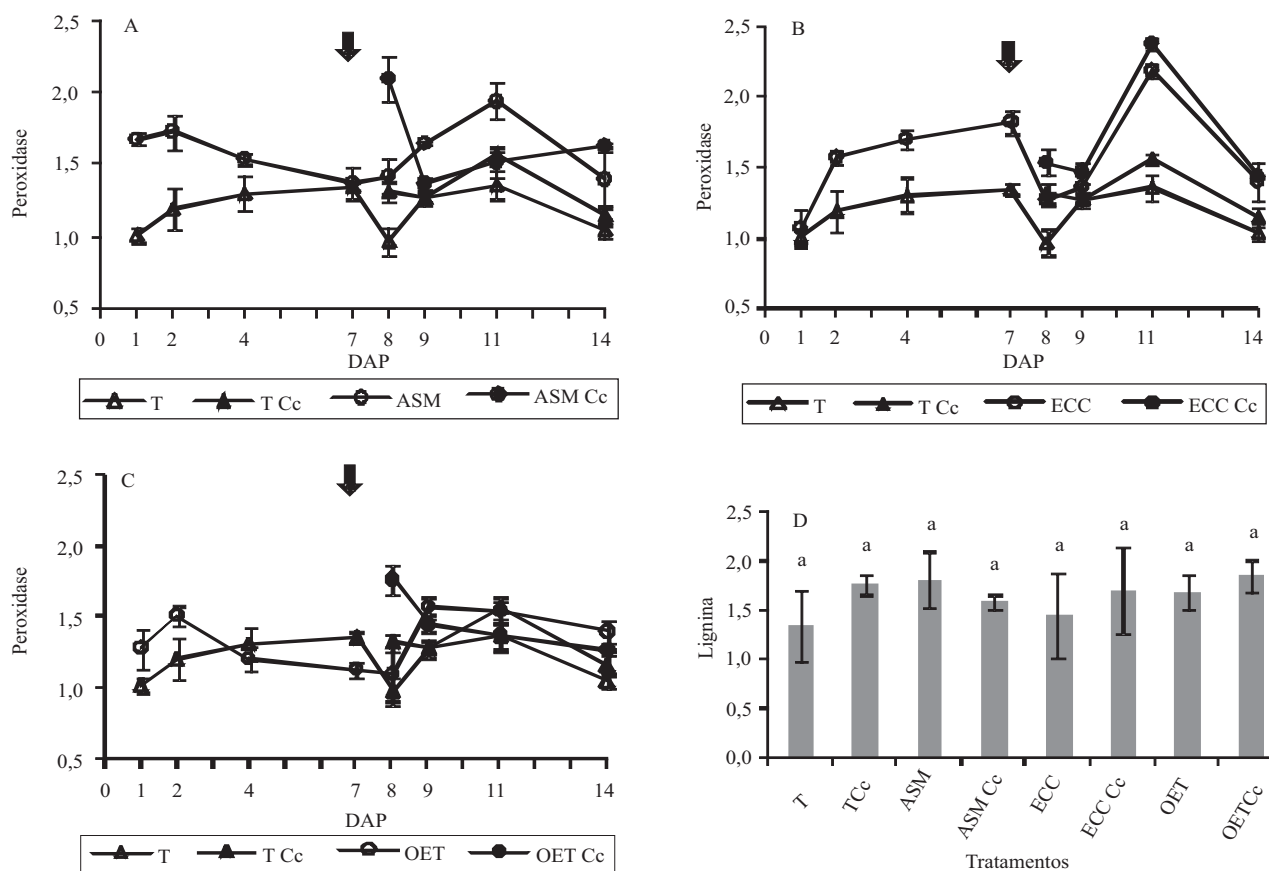 A
Peroxidase
2,5
2,0
1,5
1,0
0,5
0 1 2 4 7 8 9 11 14
DAP
T T Cc ASM ASM Cc
B
Peroxidase
2,5
2,0
1,5
1,0
0,5
0 1 2 4 7 8 9 11 14
DAP
T T Cc ECC ECC Cc
C
Peroxidase
2,5
2,0
1,5
1,0
0,5
0 1 2 4 7 8 9 11 14
DAP
T T Cc OET OET Cc
D
Lignina
2,5
2,0
1,5
1,0
0,5
0,0
a a a a a a a a
T TCc ASM ASM Cc ECC ECC Cc OET OETCc
Tratamentos